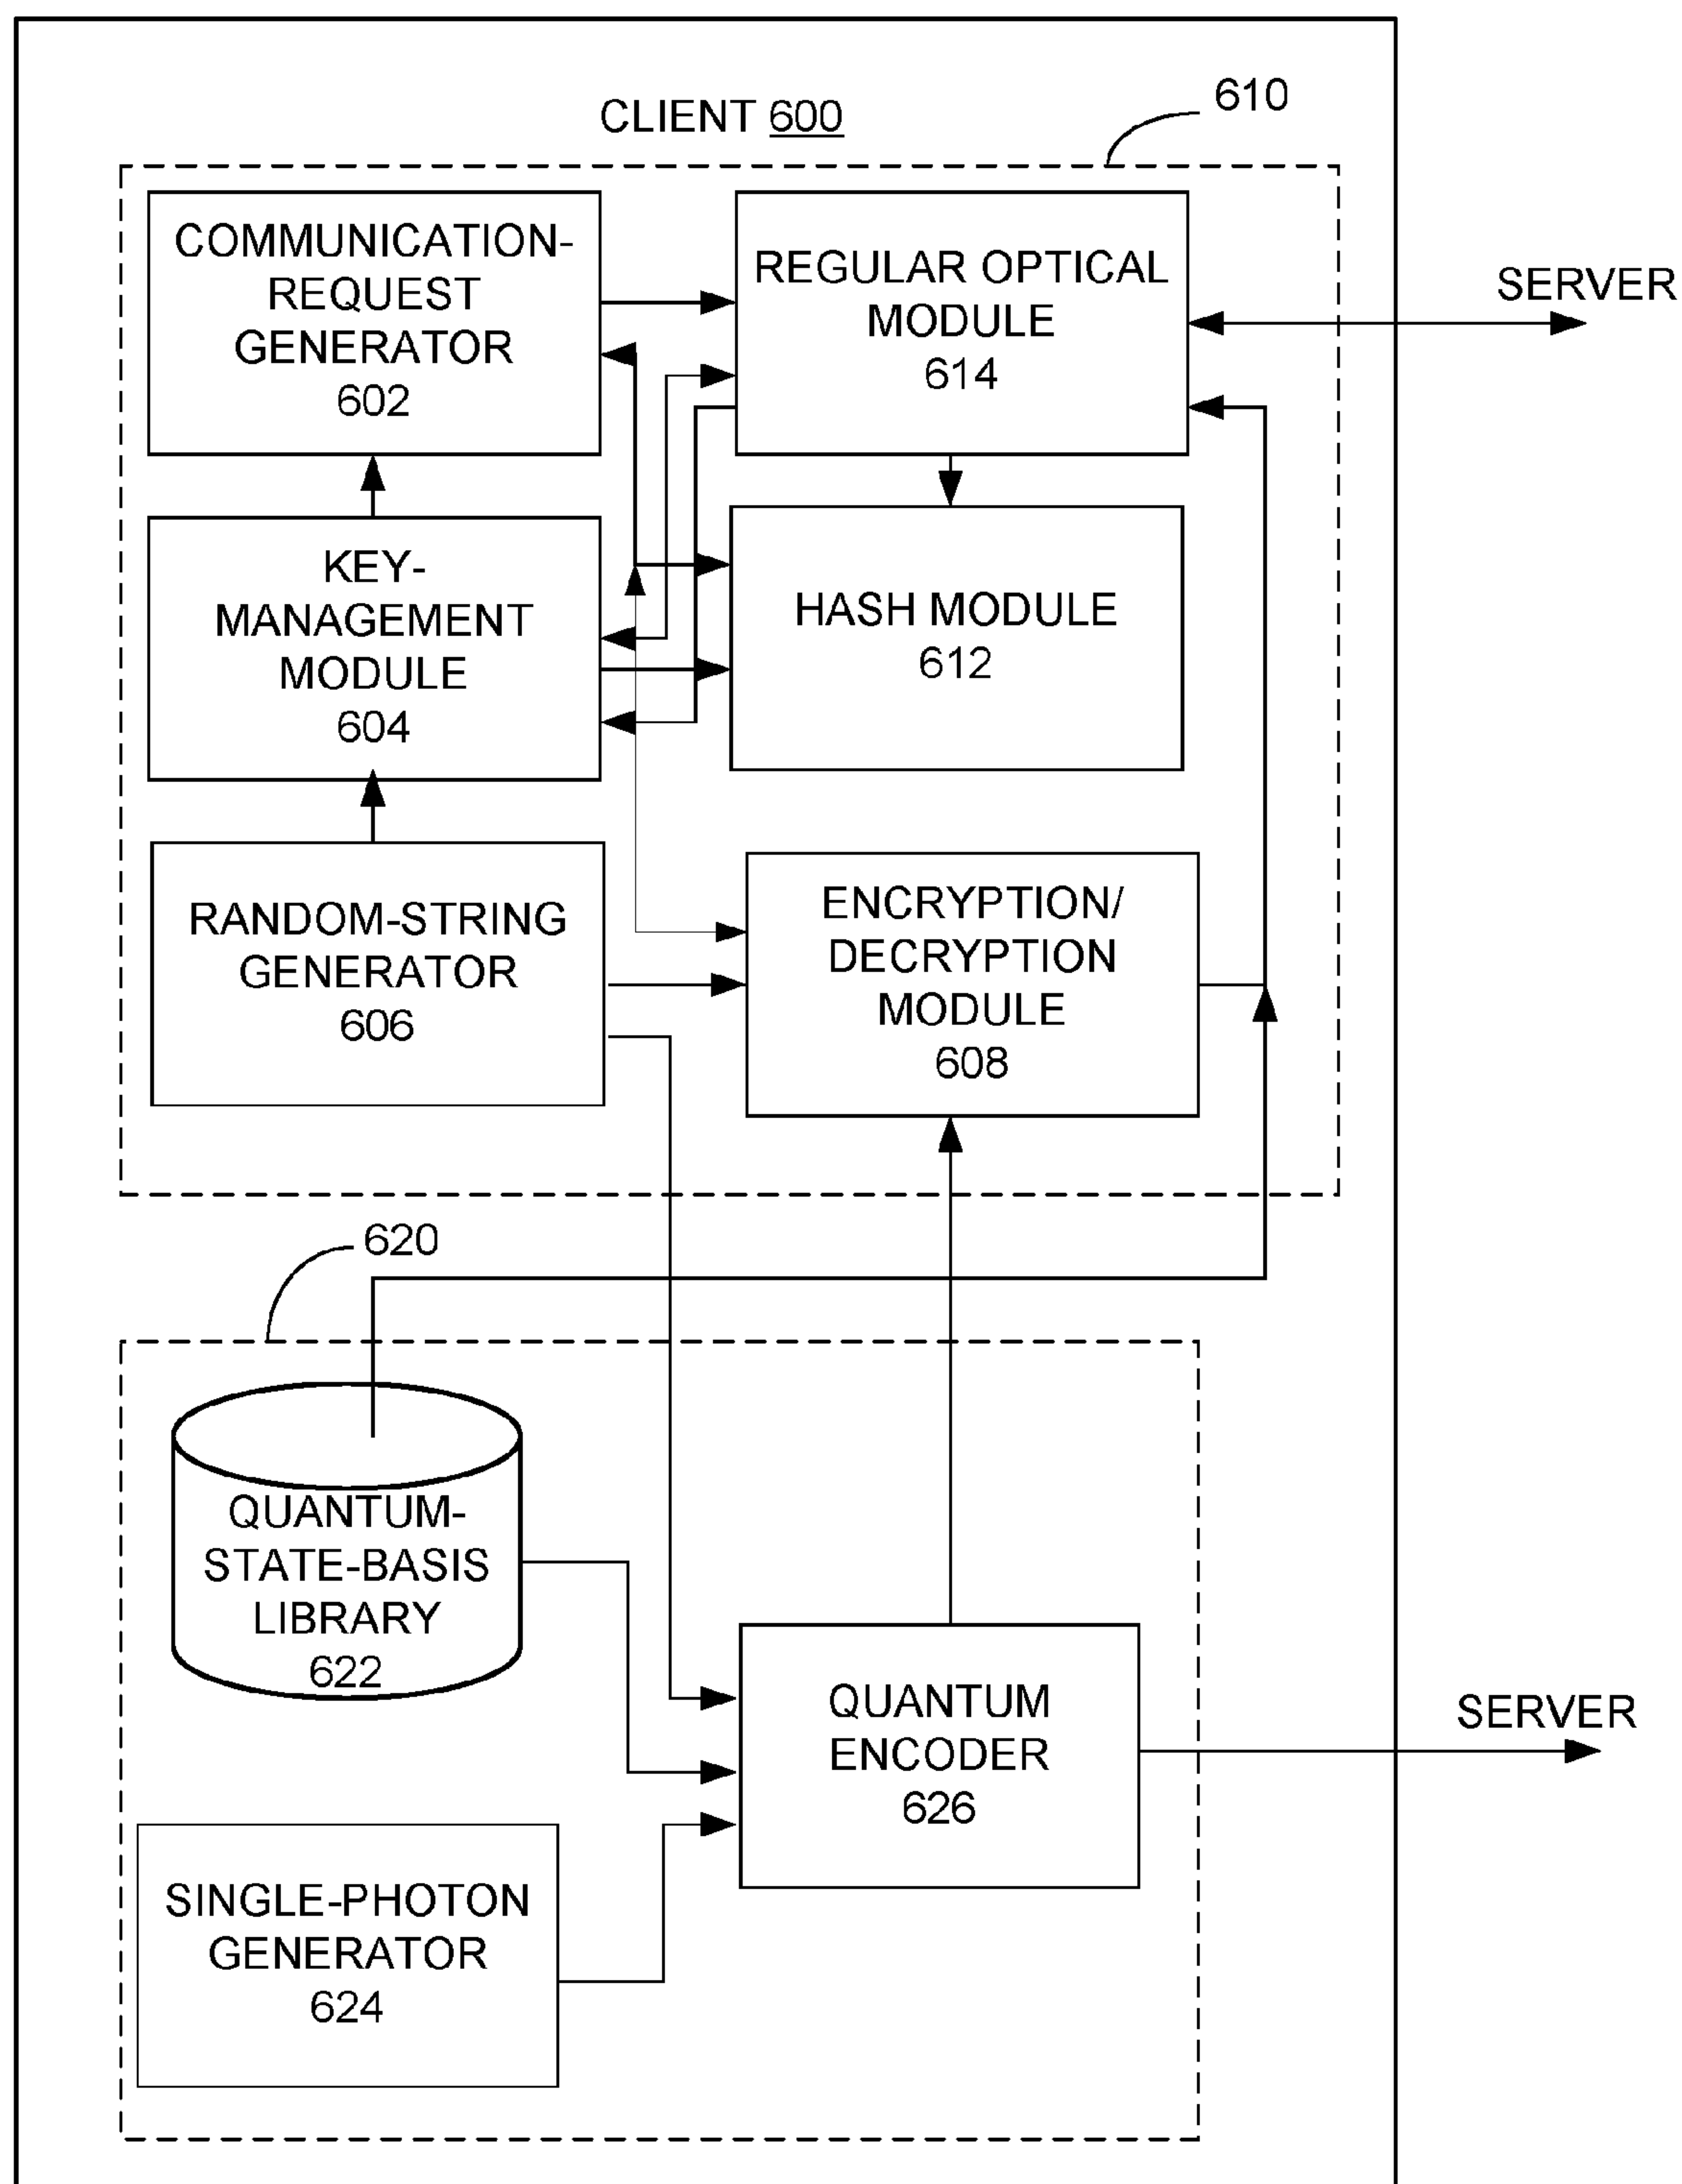 CLIENT 600
610
COMMUNICATION-
REQUEST
GENERATOR
602
REGULAR OPTICAL
MODULE
614
SERVER
KEY-
MANAGEMENT
MODULE
604
HASH MODULE
612
RANDOM-STRING
GENERATOR
606
ENCRYPTION/
DECRYPTION
MODULE
608
620
QUANTUM-
STATE-BASIS
LIBRARY
622
QUANTUM
ENCODER
626
SERVER
SINGLE-PHOTON
GENERATOR
624